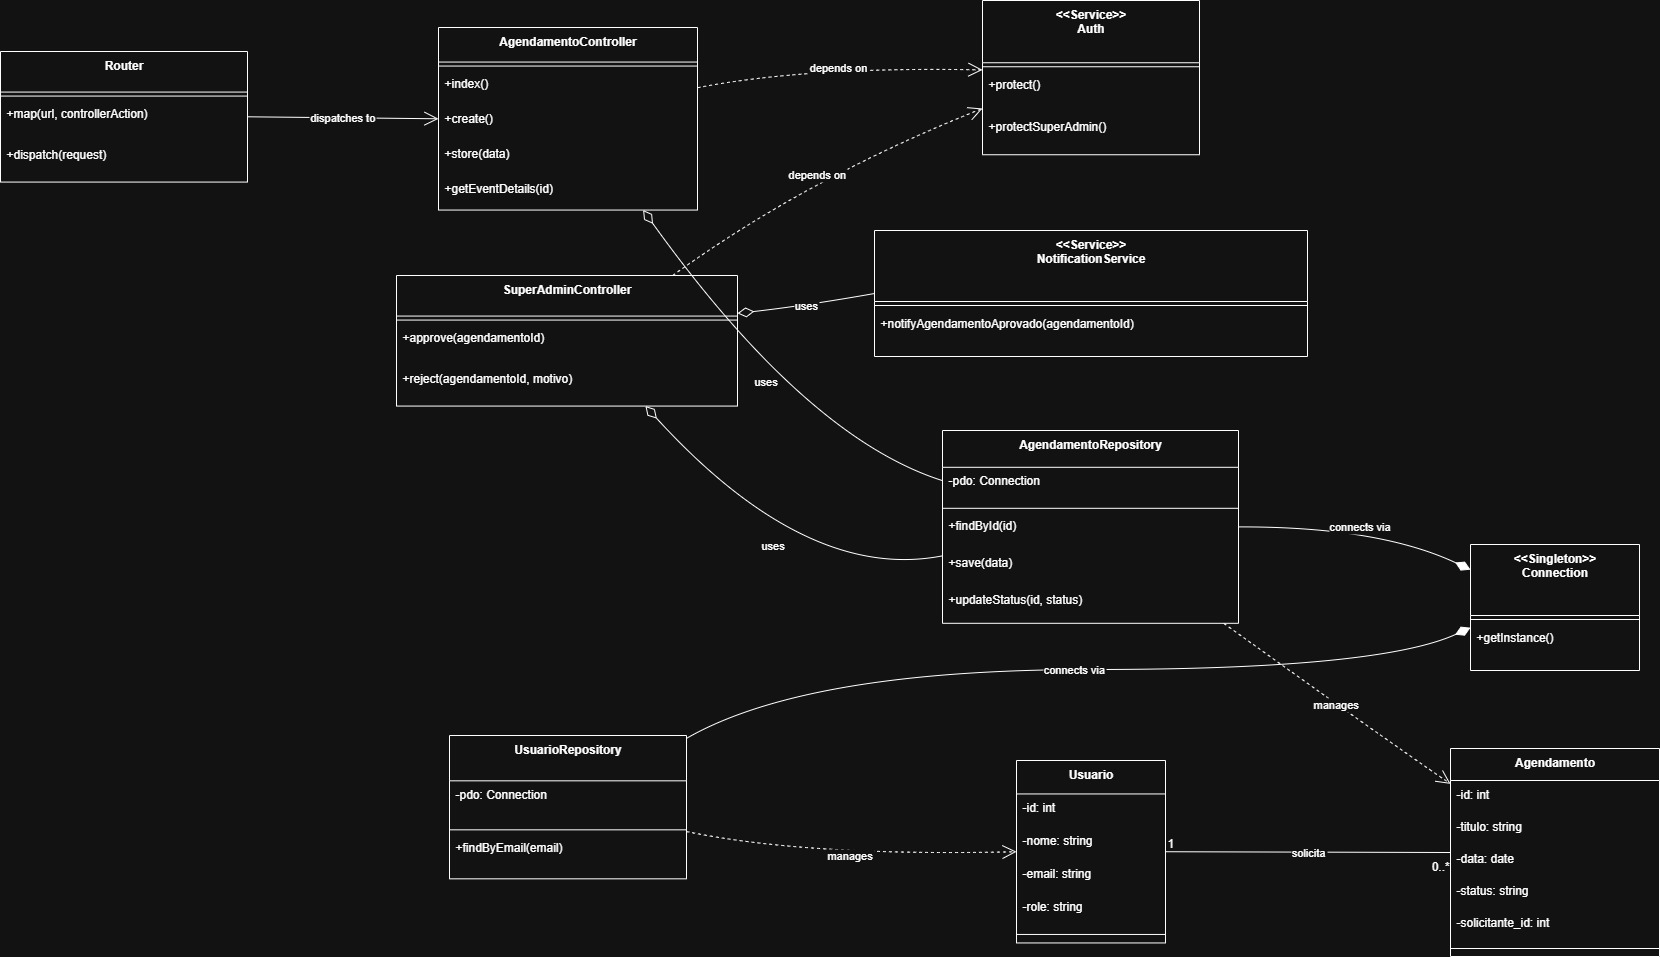 Router
+map(url, controllerAction)
+dispatch(request)
dispatches to
AgendamentoController
+index()
+create()
+store(data)
+getEventDetails(id)
depends on
<<Service>>
Auth
+protect()
+protectSuperAdmin()
depends on
SuperAdminController
+approve(agendamentoId)
+reject(agendamentoId, motivo)
uses
<<Service>>
NotificationService
+notifyAgendamentoAprovado(agendamentoId)
uses
uses
AgendamentoRepository
-pdo: Connection
+findById(id)
+save(data)
+updateStatus(id, status)
connects via
<<Singleton>>
Connection
+getInstance()
connects via
manages
UsuarioRepository
-pdo: Connection
+findByEmail(email)
manages
Usuario
-id: int
-nome: string
-email: string
-role: string
1
solicita
0..*
Agendamento
-id: int
-titulo: string
-data: date
-status: string
-solicitante_id: int